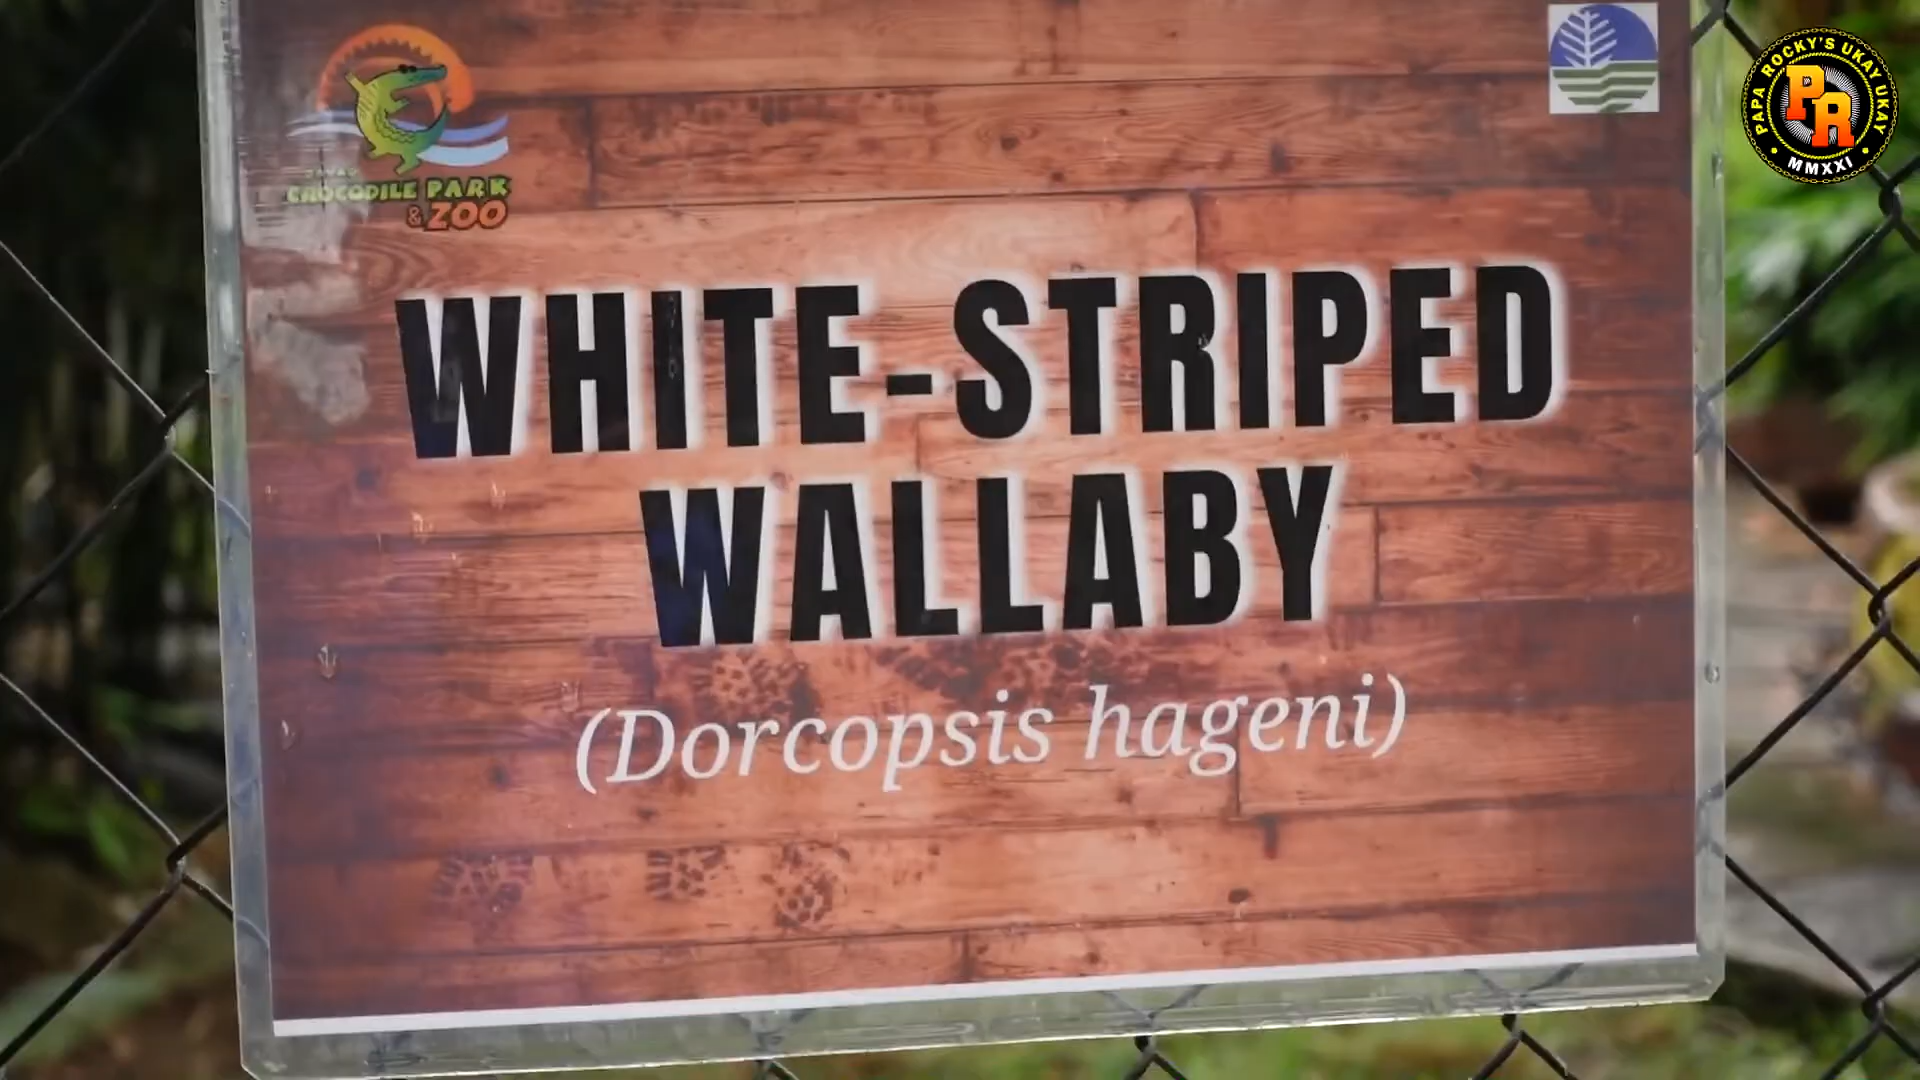 CROCODILE PARK
& ZOO
PAPA ROCKY'S UKAY UKAY
PR
MMXXI
WHITE-STRIPED
WALLABY
(Dorcopsis hageni)